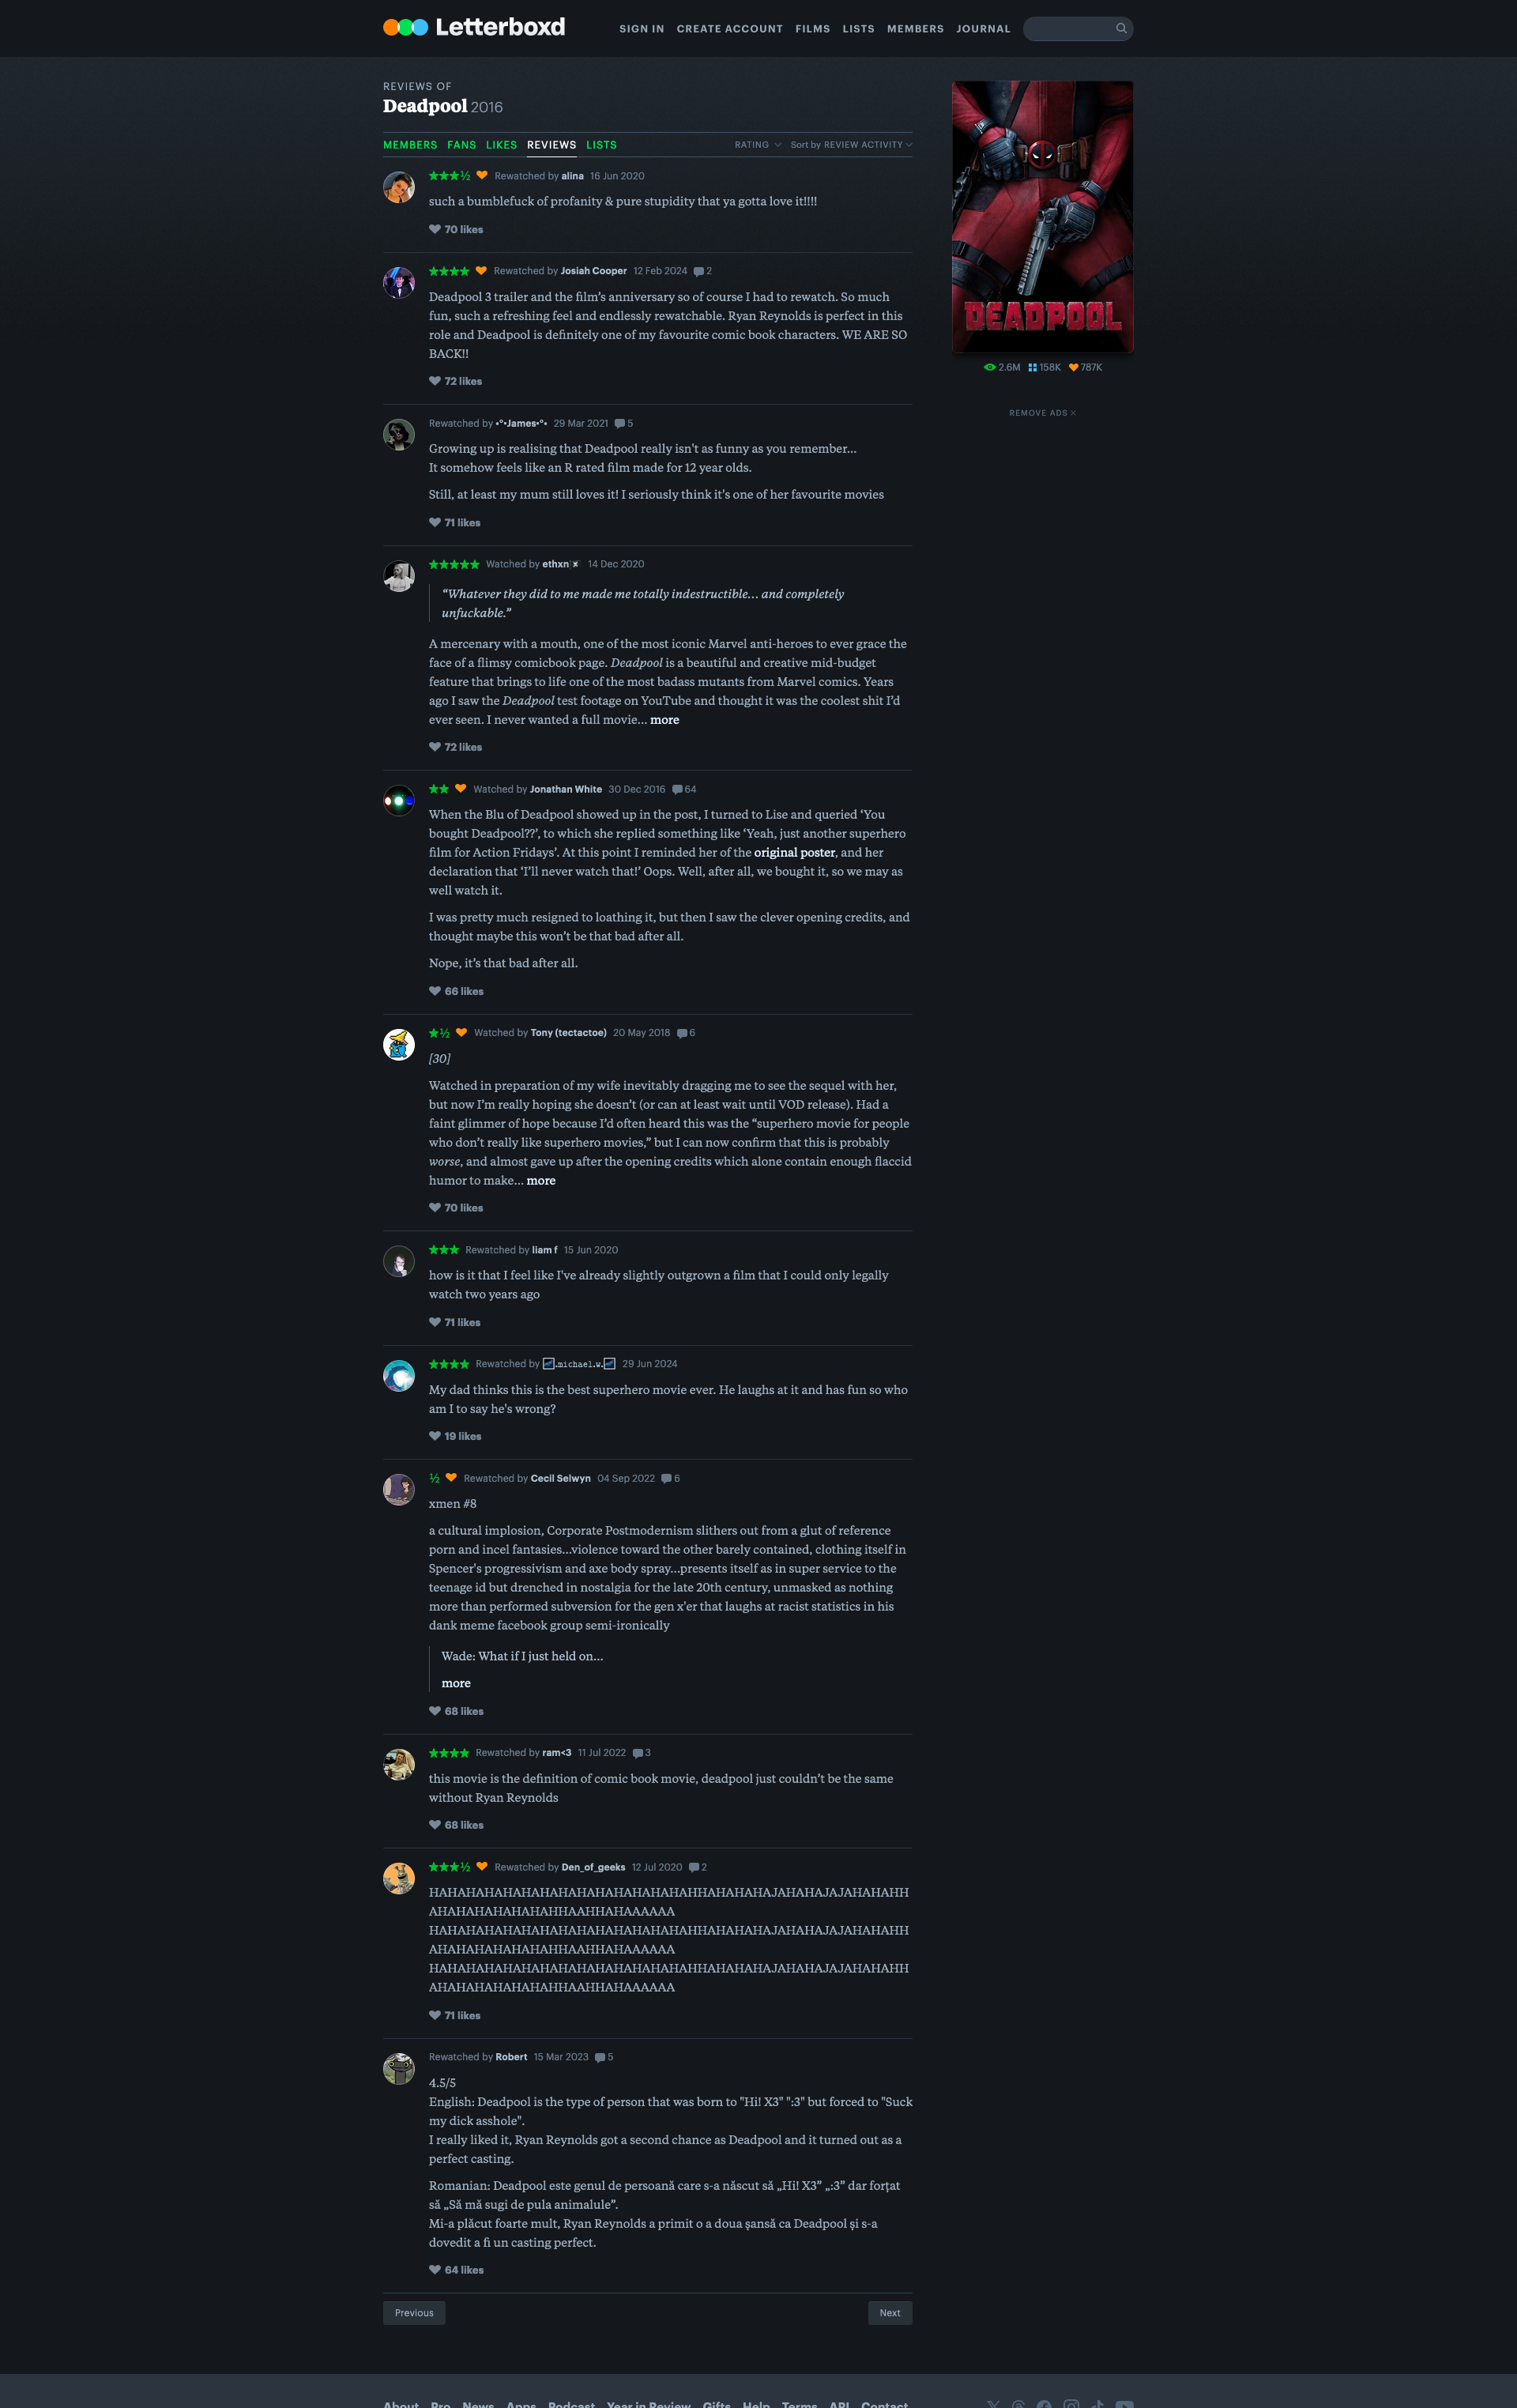 Letterboxd
SIGN IN CREATE ACCOUNT FILMS LISTS MEMBERS JOURNAL
REVIEWS OF
Deadpool 2016
MEMBERS FANS LIKES REVIEWS LISTS
RATING Sort by REVIEW ACTIVITY
★★★½ Rewatched by alina 16 Jun 2020
such a bumblefuck of profanity & pure stupidity that ya gotta love it!!!!
70 likes
★★★★ Rewatched by Josiah Cooper 12 Feb 2024 2
Deadpool 3 trailer and the film’s anniversary so of course I had to rewatch. So much
fun, such a refreshing feel and endlessly rewatchable. Ryan Reynolds is perfect in this
role and Deadpool is definitely one of my favourite comic book characters. WE ARE SO
BACK!!
72 likes
Rewatched by •°•James•°• 29 Mar 2021 5
Growing up is realising that Deadpool really isn't as funny as you remember...
It somehow feels like an R rated film made for 12 year olds.
Still, at least my mum still loves it! I seriously think it's one of her favourite movies
71 likes
★★★★★ Watched by ethxn 14 Dec 2020
“Whatever they did to me made me totally indestructible… and completely
unfuckable.”
A mercenary with a mouth, one of the most iconic Marvel anti-heroes to ever grace the
face of a flimsy comicbook page. Deadpool is a beautiful and creative mid-budget
feature that brings to life one of the most badass mutants from Marvel comics. Years
ago I saw the Deadpool test footage on YouTube and thought it was the coolest shit I’d
ever seen. I never wanted a full movie… more
72 likes
★★ Watched by Jonathan White 30 Dec 2016 64
When the Blu of Deadpool showed up in the post, I turned to Lise and queried ‘You
bought Deadpool??’, to which she replied something like ‘Yeah, just another superhero
film for Action Fridays’. At this point I reminded her of the original poster, and her
declaration that ‘I’ll never watch that!’ Oops. Well, after all, we bought it, so we may as
well watch it.
I was pretty much resigned to loathing it, but then I saw the clever opening credits, and
thought maybe this won’t be that bad after all.
Nope, it’s that bad after all.
66 likes
★½ Watched by Tony (tectactoe) 20 May 2018 6
[30]
Watched in preparation of my wife inevitably dragging me to see the sequel with her,
but now I’m really hoping she doesn’t (or can at least wait until VOD release). Had a
faint glimmer of hope because I’d often heard this was the “superhero movie for people
who don’t really like superhero movies,” but I can now confirm that this is probably
worse, and almost gave up after the opening credits which alone contain enough flaccid
humor to make… more
70 likes
★★★ Rewatched by liam f 15 Jun 2020
how is it that I feel like I've already slightly outgrown a film that I could only legally
watch two years ago
71 likes
★★★★ Rewatched by .michael.w. 29 Jun 2024
My dad thinks this is the best superhero movie ever. He laughs at it and has fun so who
am I to say he's wrong?
19 likes
½ Rewatched by Cecil Selwyn 04 Sep 2022 6
xmen #8
a cultural implosion, Corporate Postmodernism slithers out from a glut of reference
porn and incel fantasies...violence toward the other barely contained, clothing itself in
Spencer's progressivism and axe body spray...presents itself as in super service to the
teenage id but drenched in nostalgia for the late 20th century, unmasked as nothing
more than performed subversion for the gen x'er that laughs at racist statistics in his
dank meme facebook group semi-ironically
Wade: What if I just held on…
more
68 likes
★★★★ Rewatched by ram<3 11 Jul 2022 3
this movie is the definition of comic book movie, deadpool just couldn’t be the same
without Ryan Reynolds
68 likes
★★★½ Rewatched by Den_of_geeks 12 Jul 2020 2
HAHAHAHAHAHAHAHAHAHAHAHAHAHAHHAHAHAHAJAHAHAJAJAHAHAHH
AHAHAHAHAHAHAHHAAHHAHAAAAAA
HAHAHAHAHAHAHAHAHAHAHAHAHAHAHHAHAHAHAJAHAHAJAJAHAHAHH
AHAHAHAHAHAHAHHAAHHAHAAAAAA
HAHAHAHAHAHAHAHAHAHAHAHAHAHAHHAHAHAHAJAHAHAJAJAHAHAHH
AHAHAHAHAHAHAHHAAHHAHAAAAAA
71 likes
Rewatched by Robert 15 Mar 2023 5
4.5/5
English: Deadpool is the type of person that was born to "Hi! X3" ":3" but forced to "Suck
my dick asshole".
I really liked it, Ryan Reynolds got a second chance as Deadpool and it turned out as a
perfect casting.
Romanian: Deadpool este genul de persoană care s-a născut să „Hi! X3” „:3” dar forțat
să „Să mă sugi de pula animalule”.
Mi-a plăcut foarte mult, Ryan Reynolds a primit o a doua șansă ca Deadpool și s-a
dovedit a fi un casting perfect.
64 likes
Previous Next
DEADPOOL
2.6M 158K 787K
REMOVE ADS
About Pro News Apps Podcast Year in Review Gifts Help Terms API Contact